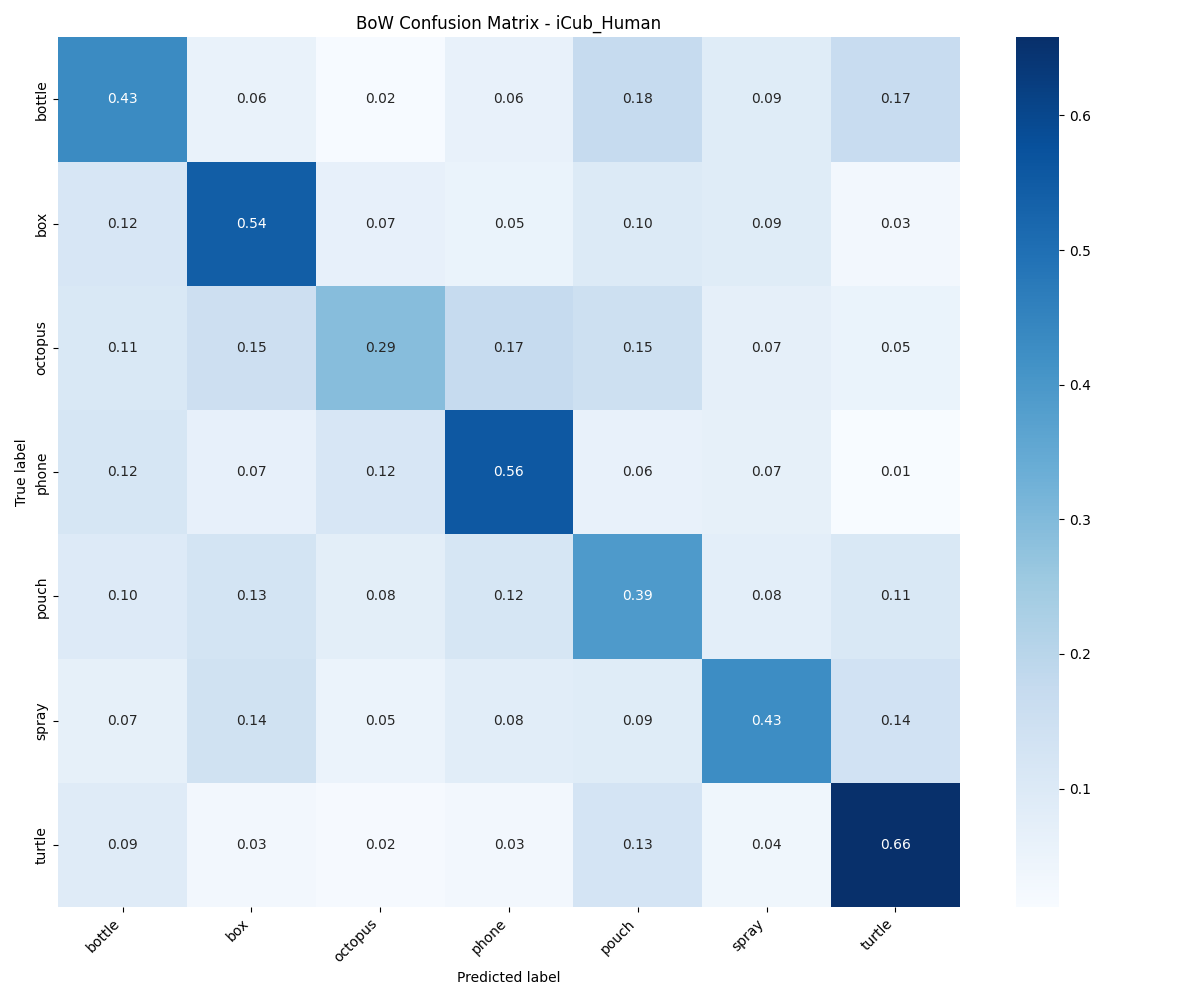 BoW Confusion Matrix - iCub_Human
True label
bottle 0.43 0.06 0.02 0.06 0.18 0.09 0.17
box 0.12 0.54 0.07 0.05 0.10 0.09 0.03
octopus 0.11 0.15 0.29 0.17 0.15 0.07 0.05
phone 0.12 0.07 0.12 0.56 0.06 0.07 0.01
pouch 0.10 0.13 0.08 0.12 0.39 0.08 0.11
spray 0.07 0.14 0.05 0.08 0.09 0.43 0.14
turtle 0.09 0.03 0.02 0.03 0.13 0.04 0.66
bottle box octopus phone pouch spray turtle
Predicted label
0.6
0.5
0.4
0.3
0.2
0.1